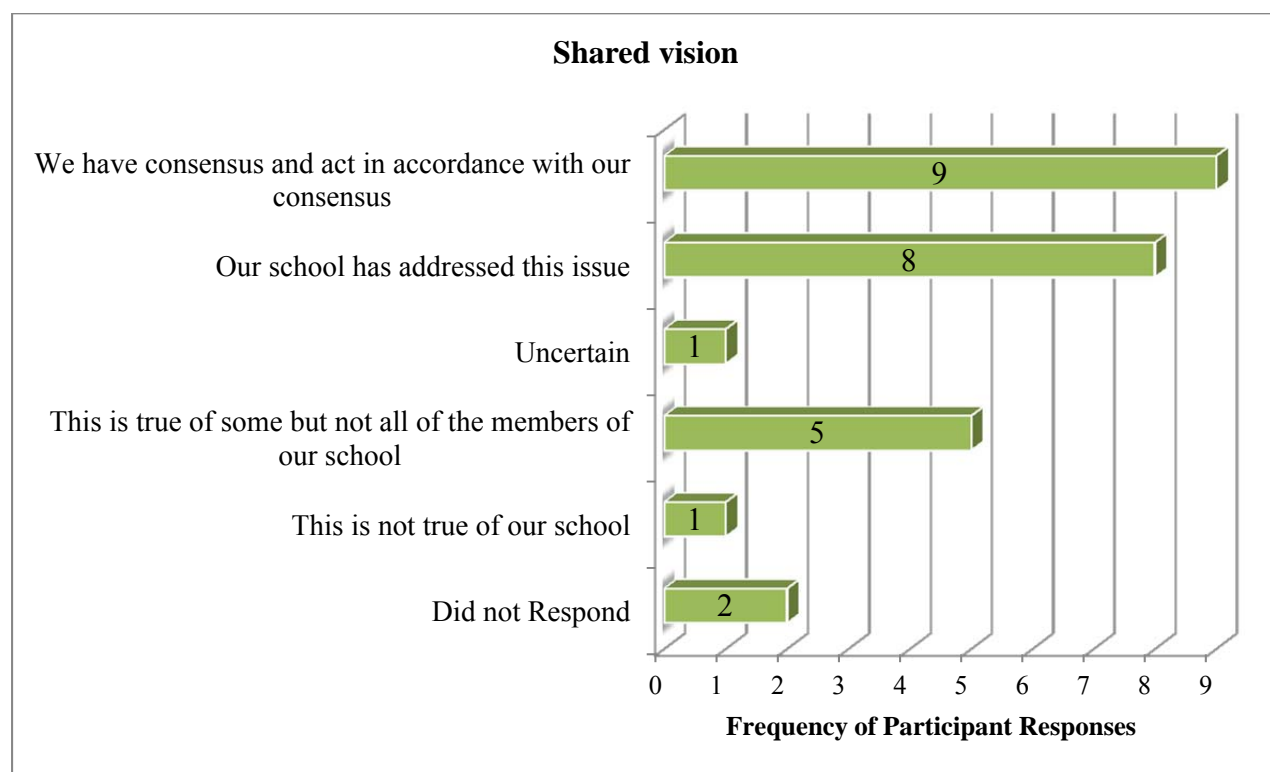 Shared vision
We have consensus and act in accordance with our
consensus
9
Our school has addressed this issue
8
Uncertain
1
This is true of some but not all of the members of
our school
5
This is not true of our school
1
Did not Respond
2
0 1 2 3 4 5 6 7 8 9
Frequency of Participant Responses